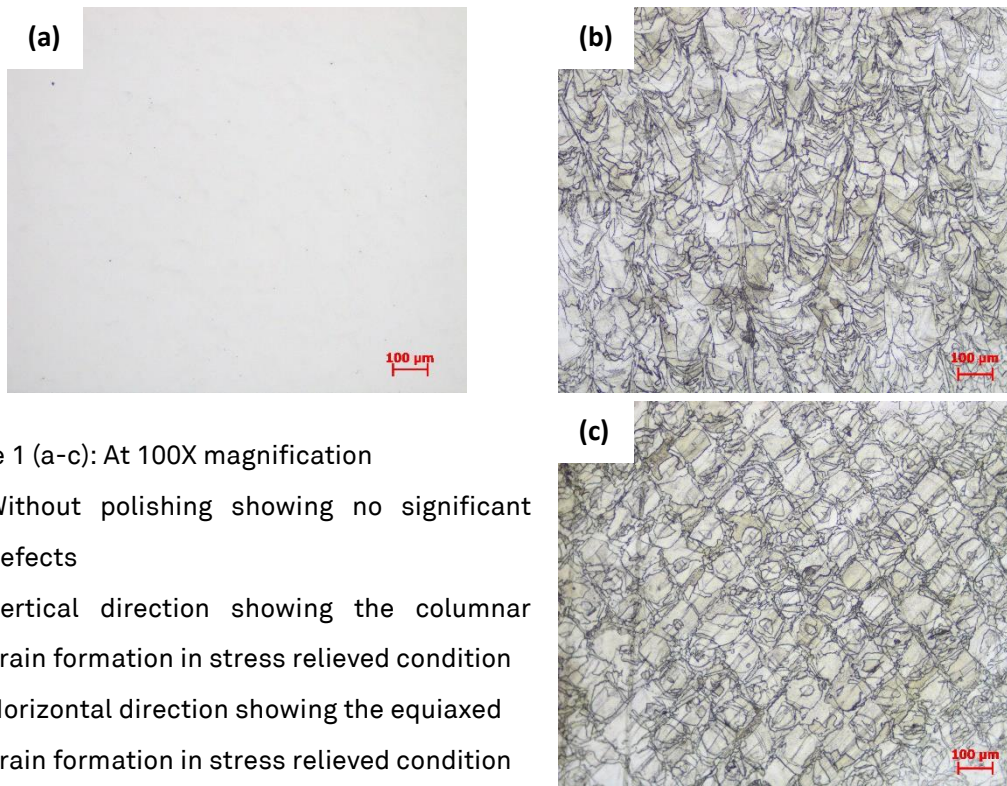 (a)
100 µm
(b)
100 µm
e 1 (a-c): At 100X magnification
Without polishing showing no significant
efects
ertical direction showing the columnar
rain formation in stress relieved condition
Horizontal direction showing the equiaxed
rain formation in stress relieved condition
(c)
100 µm